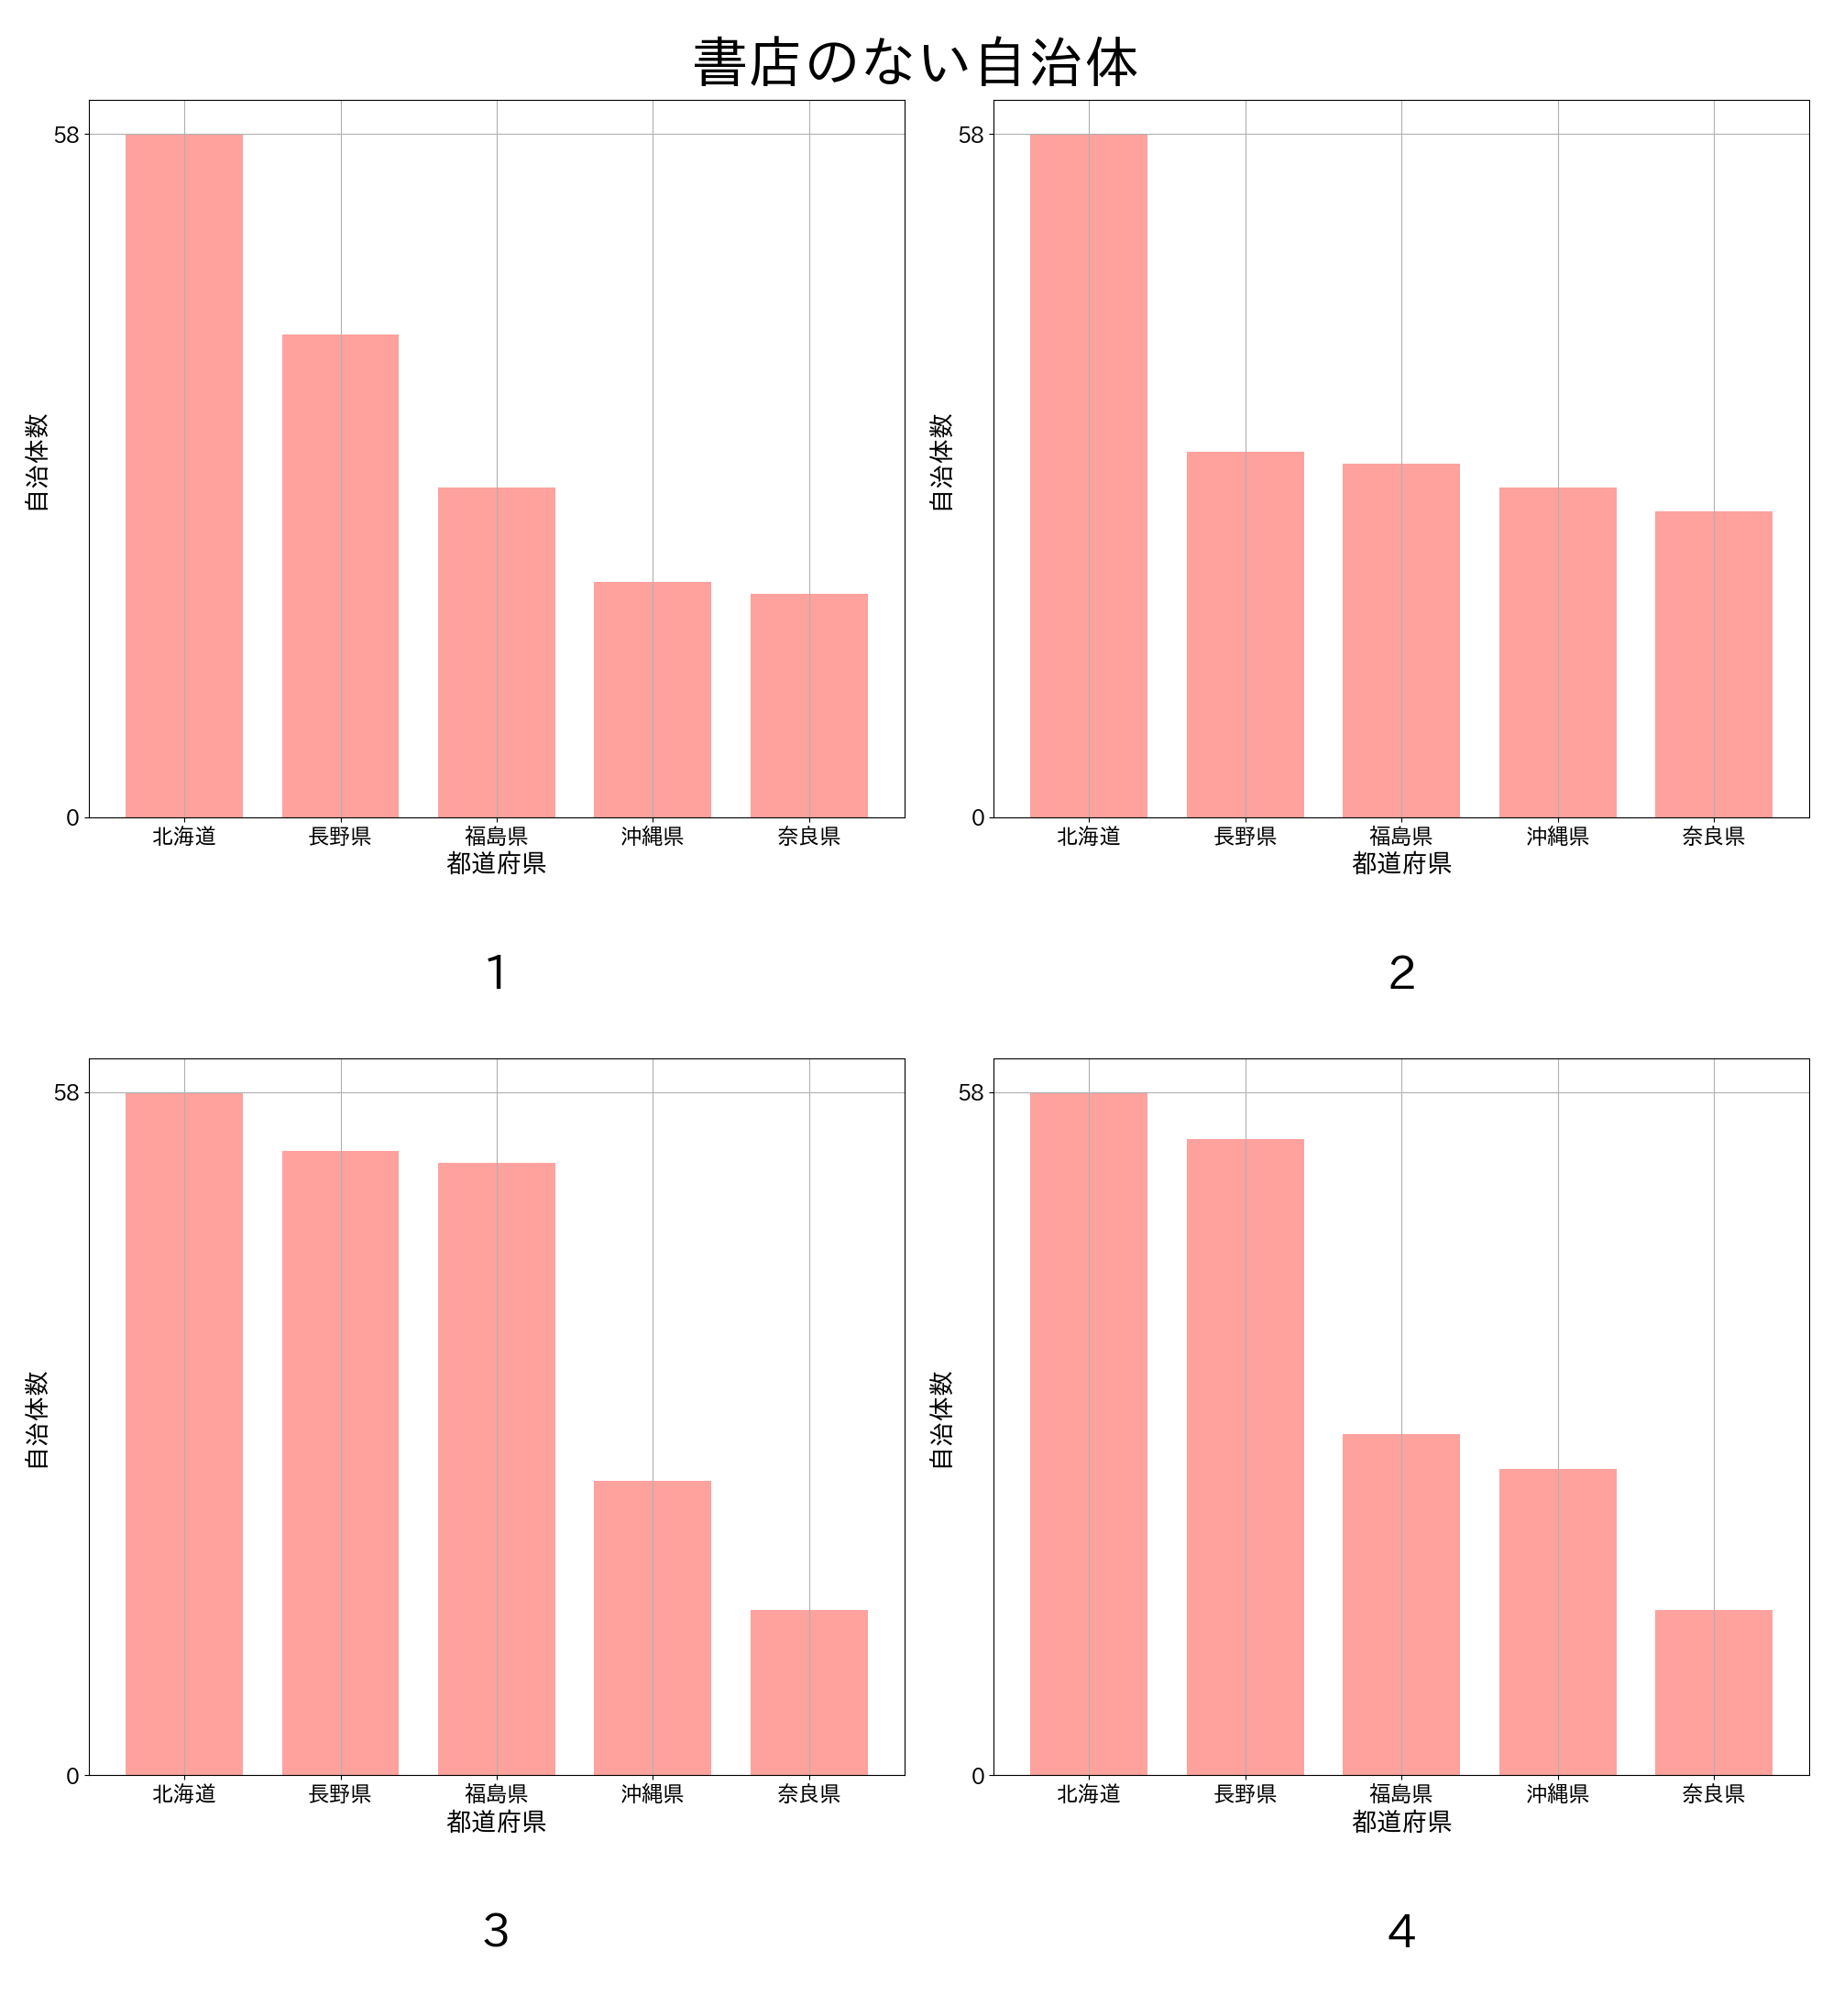 書店のない自治体
58
0
自治体数
北海道 長野県 福島県 沖縄県 奈良県
都道府県
1
58
0
自治体数
北海道 長野県 福島県 沖縄県 奈良県
都道府県
2
58
0
自治体数
北海道 長野県 福島県 沖縄県 奈良県
都道府県
3
58
0
自治体数
北海道 長野県 福島県 沖縄県 奈良県
都道府県
4